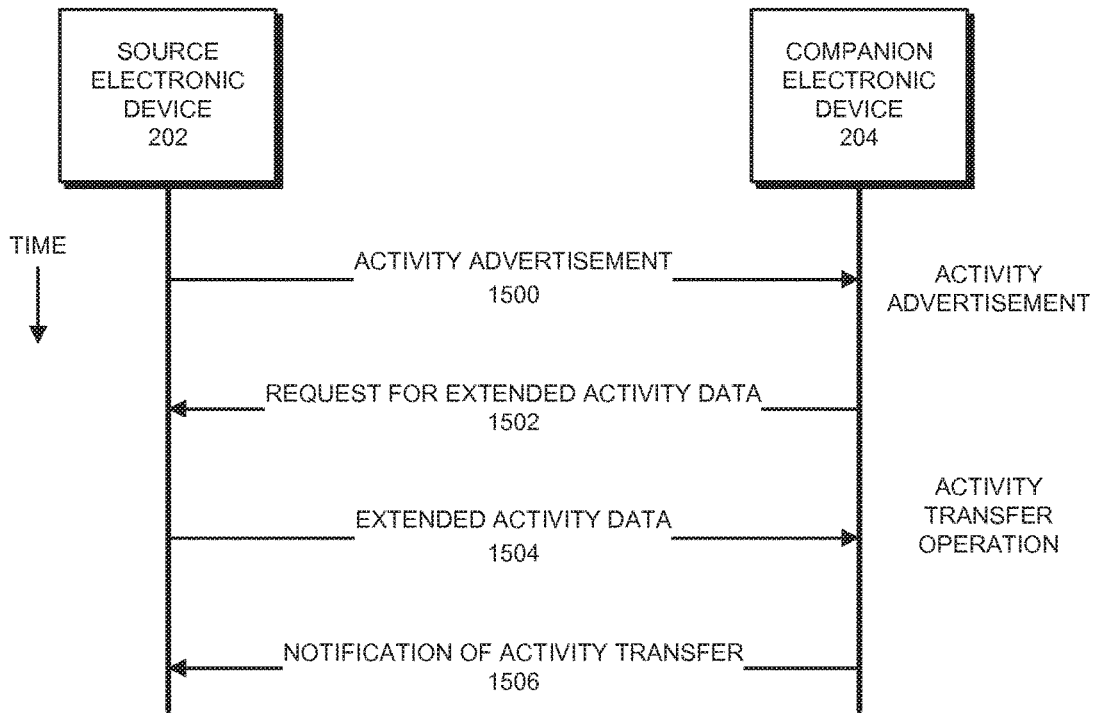 SOURCE
ELECTRONIC
DEVICE
202
COMPANION
ELECTRONIC
DEVICE
204
TIME
ACTIVITY ADVERTISEMENT
1500
ACTIVITY
ADVERTISEMENT
REQUEST FOR EXTENDED ACTIVITY DATA
1502
EXTENDED ACTIVITY DATA
1504
ACTIVITY
TRANSFER
OPERATION
NOTIFICATION OF ACTIVITY TRANSFER
1506